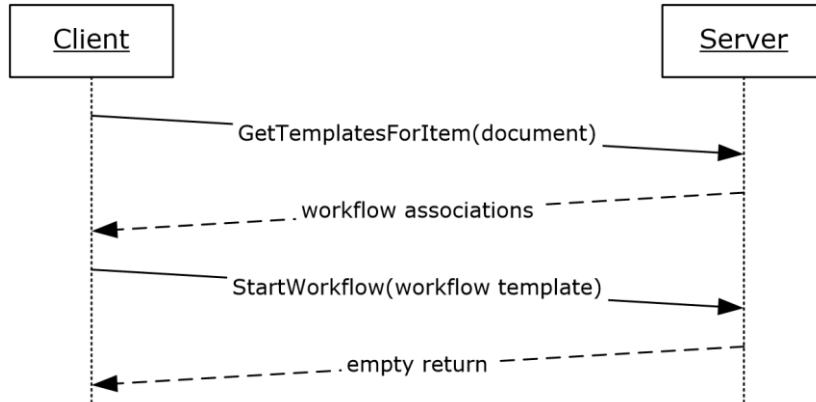 Client
Server
GetTemplatesForItem(document)
workflow associations
StartWorkflow(workflow template)
empty return